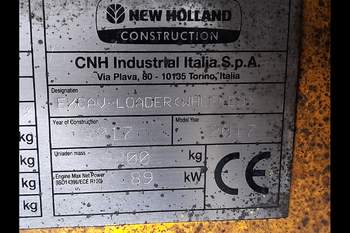 NEW HOLLAND
CONSTRUCTION
CNH Industrial Italia S.p.A.
Via Plava, 80 - 10135 Torino, Italia
Designation
EXCAV-LOADER
Year of Construction
Model Year
Unladen mass
kg
Engine Max Net Power
89 kW
CE
kg
kg
kg
kg